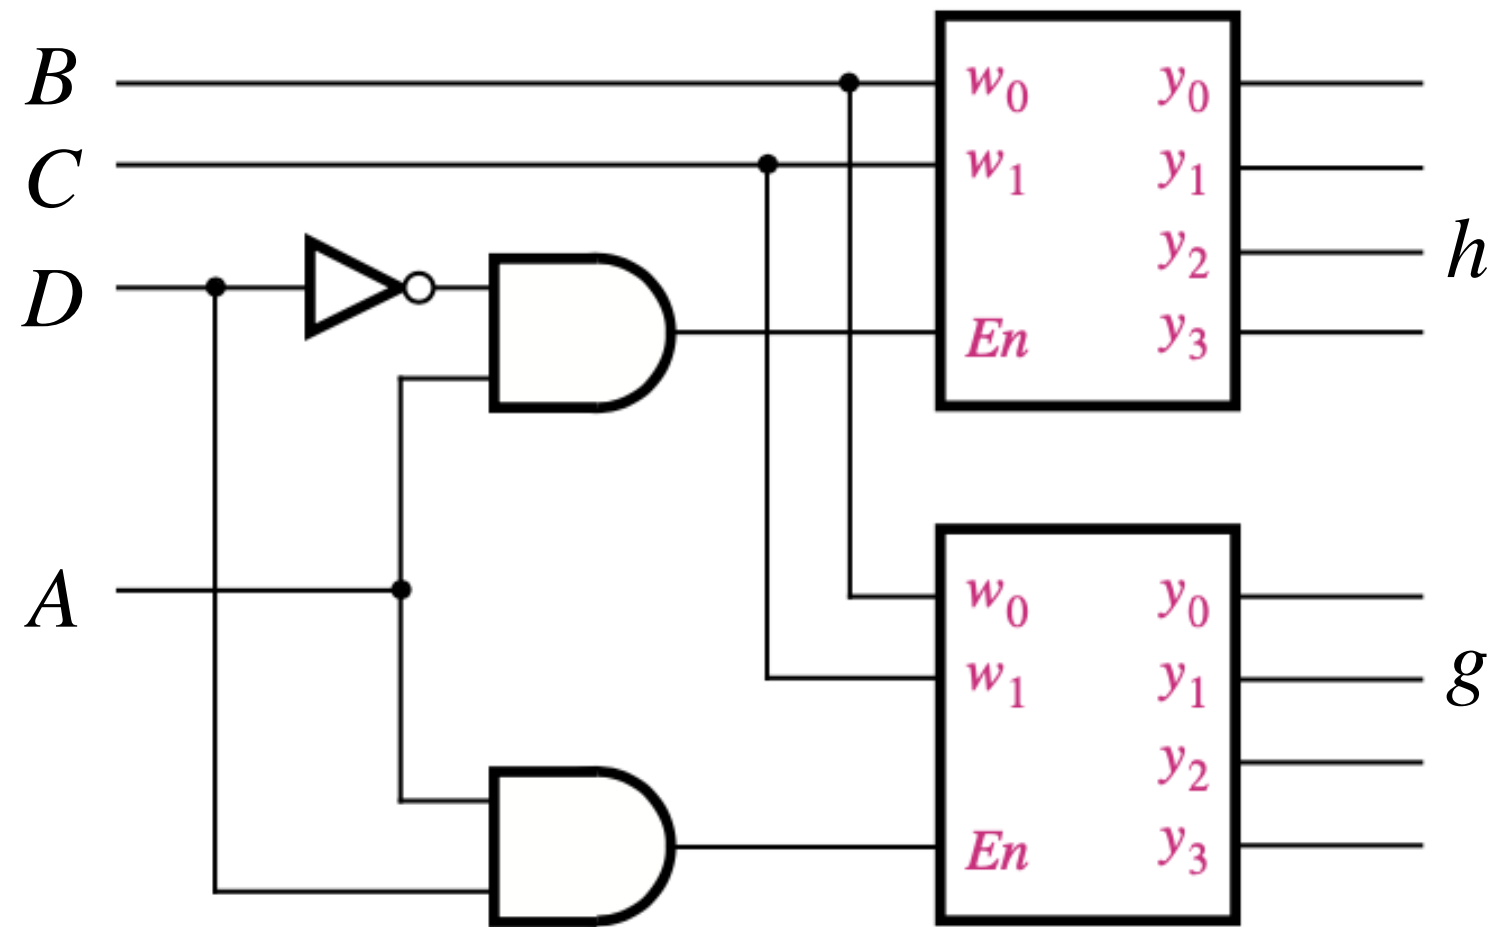 B w₀ y₀
C w₁ y₁
y₂ h
D En y₃
A w₀ y₀
w₁ y₁ g
y₂
En y₃